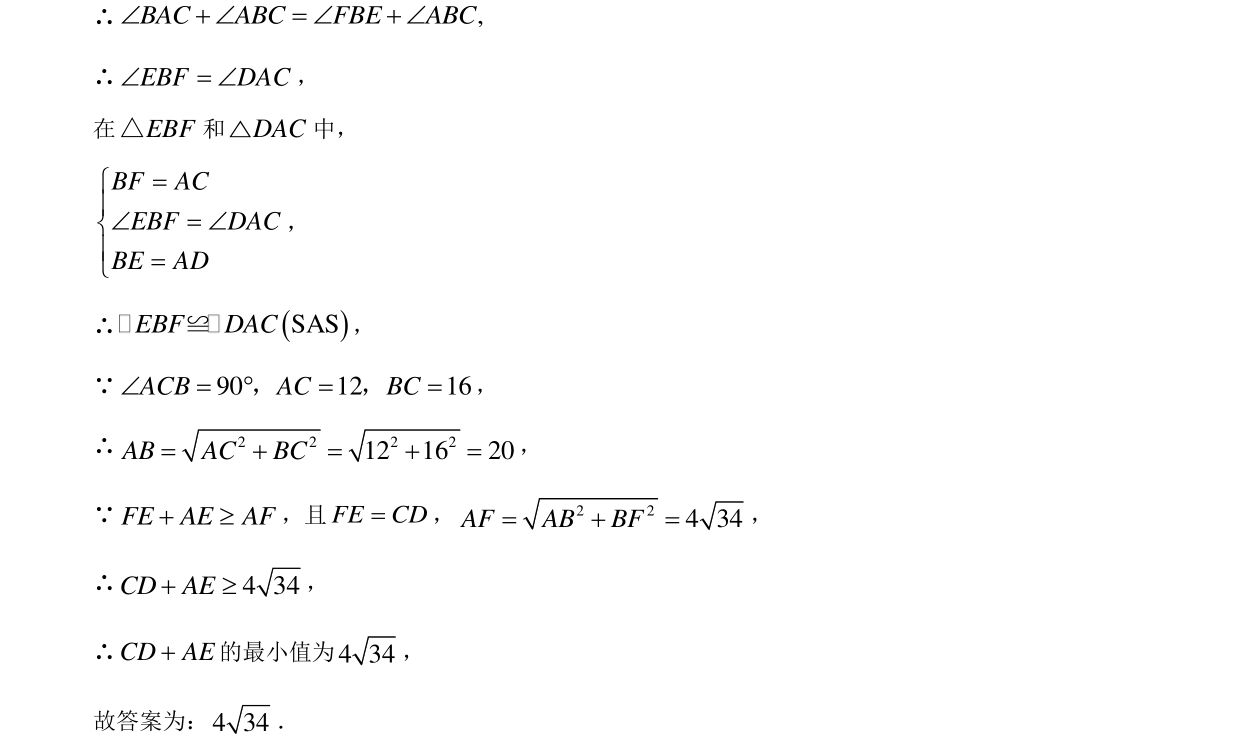 ∴ ∠BAC + ∠ABC = ∠FBE + ∠ABC,
∴ ∠EBF = ∠DAC，
在 △EBF 和 △DAC 中，
BF = AC
∠EBF = ∠DAC，
BE = AD
∴ □EBF≌□DAC(SAS)，
∵ ∠ACB = 90°，AC = 12，BC = 16，
∴ AB = √(AC² + BC²) = √(12² + 16²) = 20，
∵ FE + AE ≥ AF，且 FE = CD，AF = √(AB² + BF²) = 4√34，
∴ CD + AE ≥ 4√34，
∴ CD + AE 的最小值为 4√34，
故答案为：4√34．